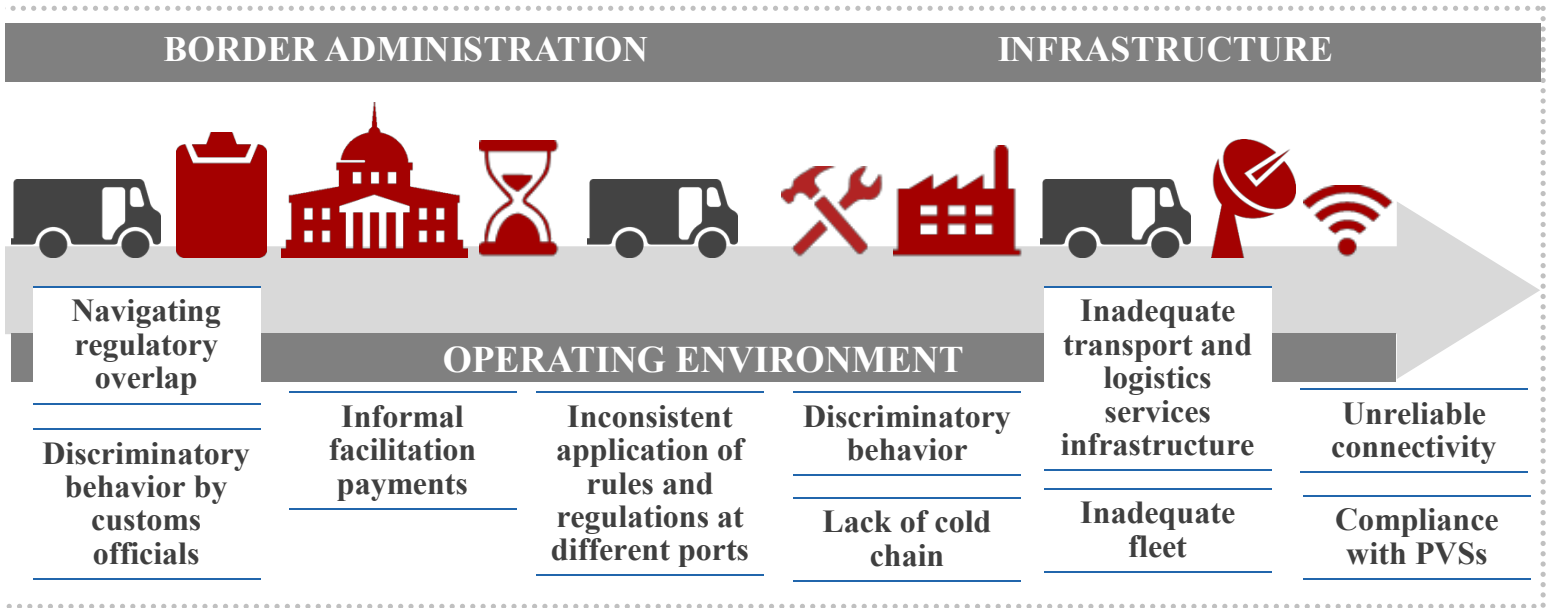 BORDER ADMINISTRATION
INFRASTRUCTURE
OPERATING ENVIRONMENT
Navigating
regulatory
overlap
Discriminatory
behavior by
customs
officials
Informal
facilitation
payments
Inconsistent
application of
rules and
regulations at
different ports
Discriminatory
behavior
Lack of cold
chain
Inadequate
transport and
logistics
services
infrastructure
Inadequate
fleet
Unreliable
connectivity
Compliance
with PVSs